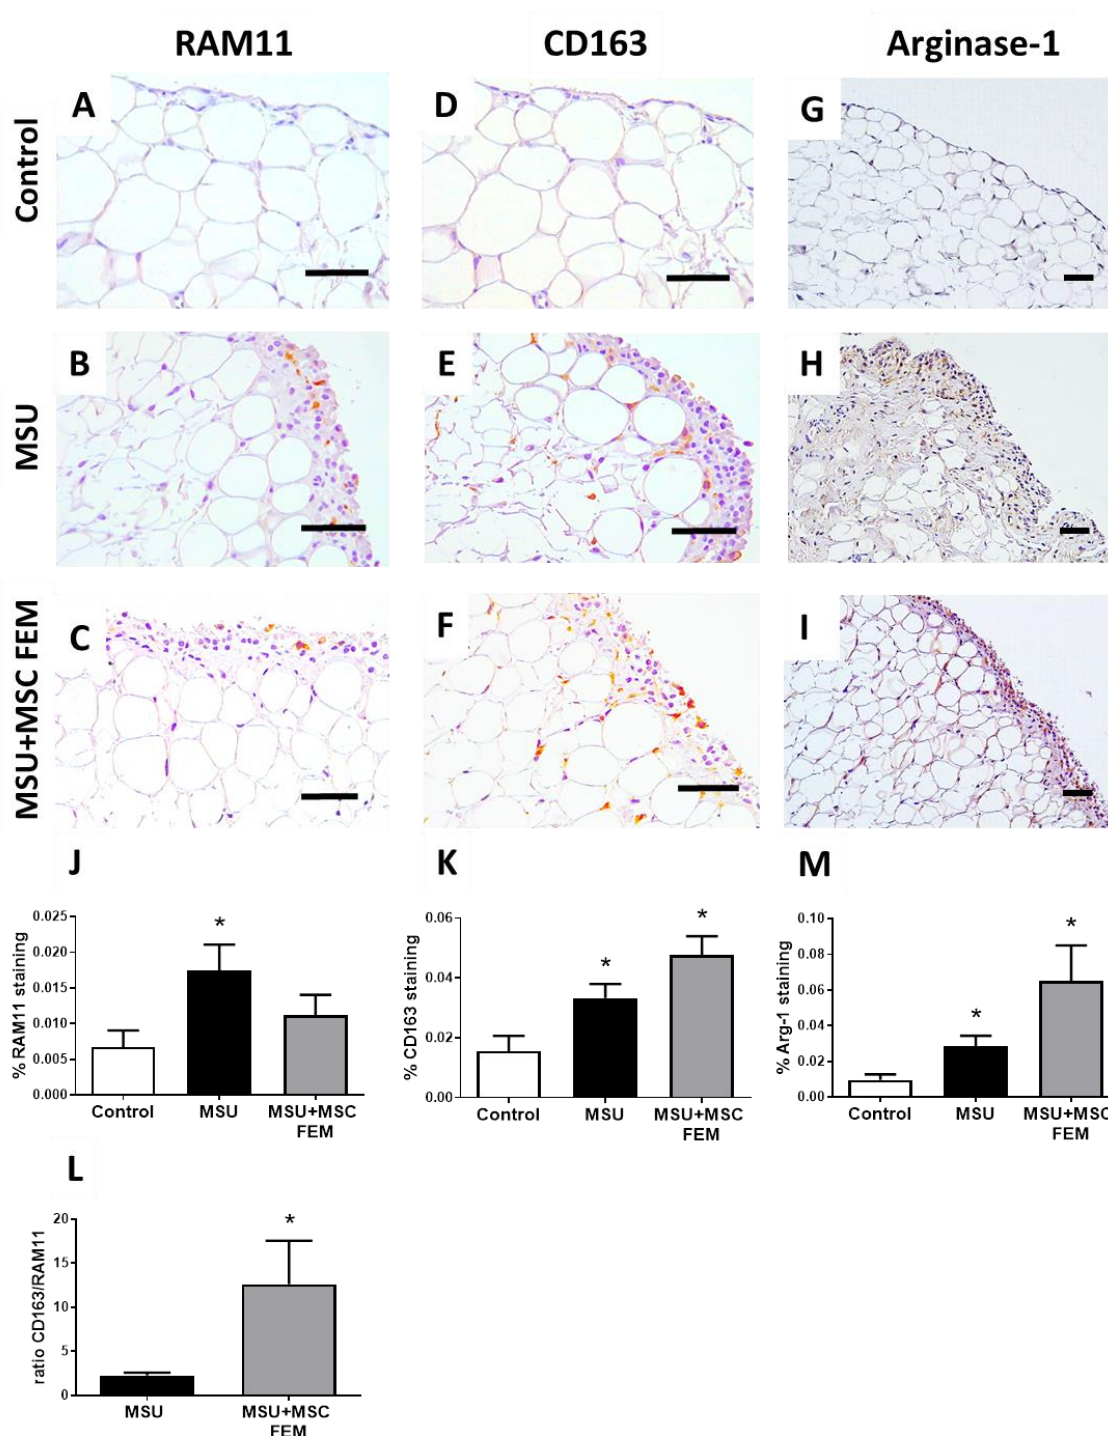 RAM11 CD163 Arginase-1
Control
A D G
MSU
B E H
MSU+MSC FEM
C F I
J K M
% RAM11 staining
0.025
0.020
0.015
0.010
0.005
0.000
*
Control MSU MSU+MSC
FEM
% CD163 staining
0.06
0.04
0.02
0.00
* *
Control MSU MSU+MSC
FEM
% Arg-1 staining
0.10
0.08
0.06
0.04
0.02
0.00
* *
Control MSU MSU+MSC
FEM
L
ratio CD163/RAM11
20
15
10
5
0
*
MSU MSU+MSC
FEM